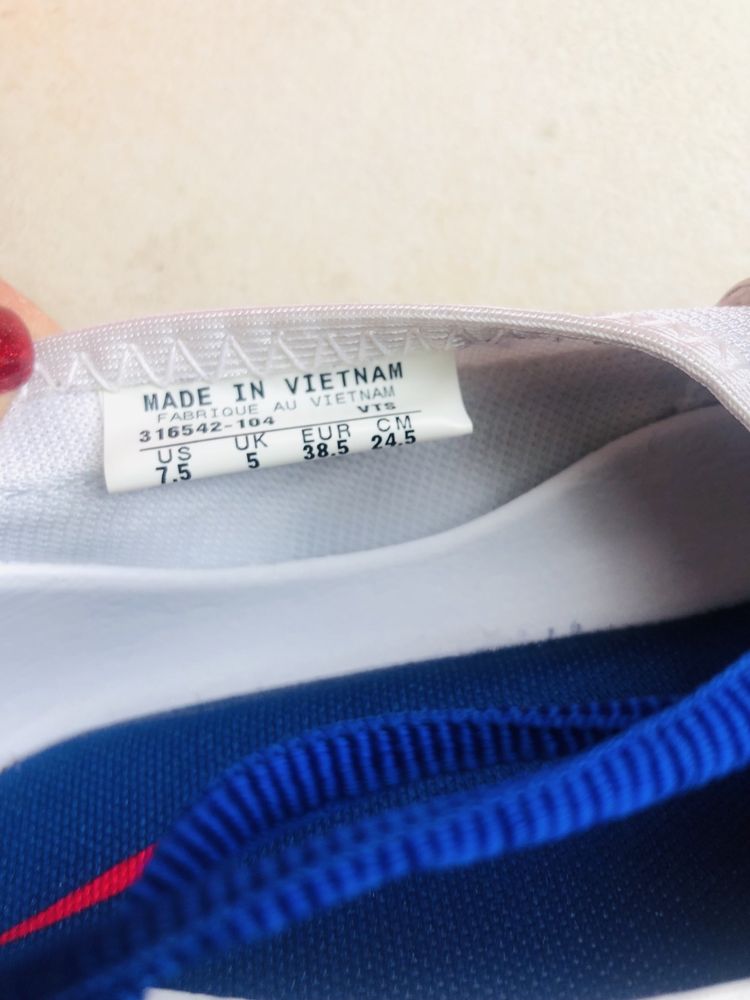 MADE IN VIETNAM
FABRIQUE AU VIETNAM
316542-104 VTS
US UK EUR CM
7.5 5 38.5 24.5